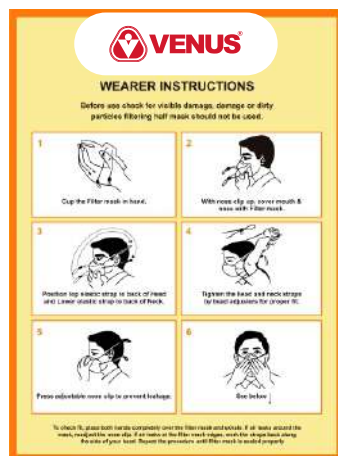 VENUS®
WEARER INSTRUCTIONS
Before use check for visible damage, damage or dirty
particles filtering half mask should not be used.
1
Cup the Filter mask in hand.
2
With nose clip up, cover mouth &
nose with Filter mask.
3
Position top elastic strap to back of Head
and Lower elastic strap to back of Neck.
4
Tighten the head and neck straps
by bead adjusters for proper fit.
5
Press adjustable nose clip to prevent leakage.
6
See below
To check fit, place both hands completely over the filter mask and exhale. If air leaks around the
mask, readjust the nose clip. If air leaks at the filter mask edges, work the straps back along
the side of your head. Repeat the procedure until filter mask is sealed properly